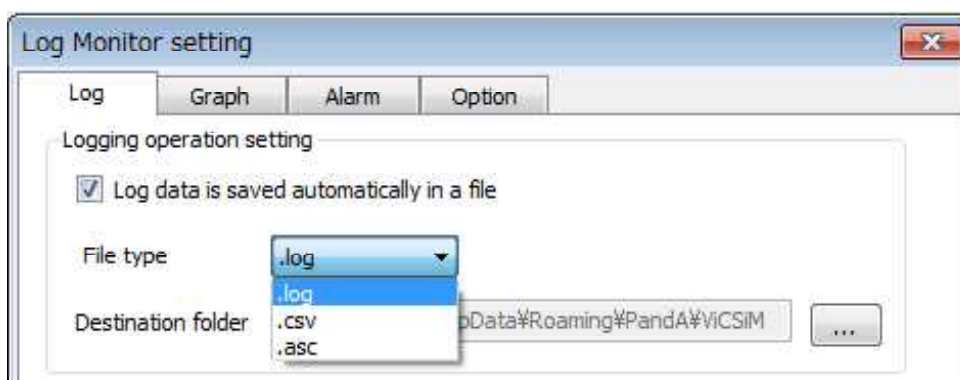 Log Monitor setting
Log Graph Alarm Option
Logging operation setting
Log data is saved automatically in a file
File type .log
.log
Destination folder .csv Data¥Roaming¥PandA¥ViCSiM ...
.asc